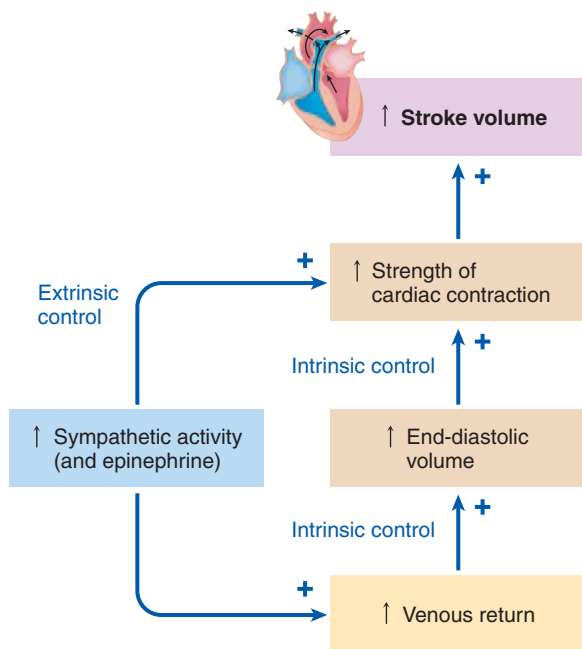 ↑ Stroke volume
+
+
↑ Strength of
cardiac contraction
Extrinsic
control
+
Intrinsic control
↑ Sympathetic activity
(and epinephrine)
↑ End-diastolic
volume
+
Intrinsic control
+
↑ Venous return